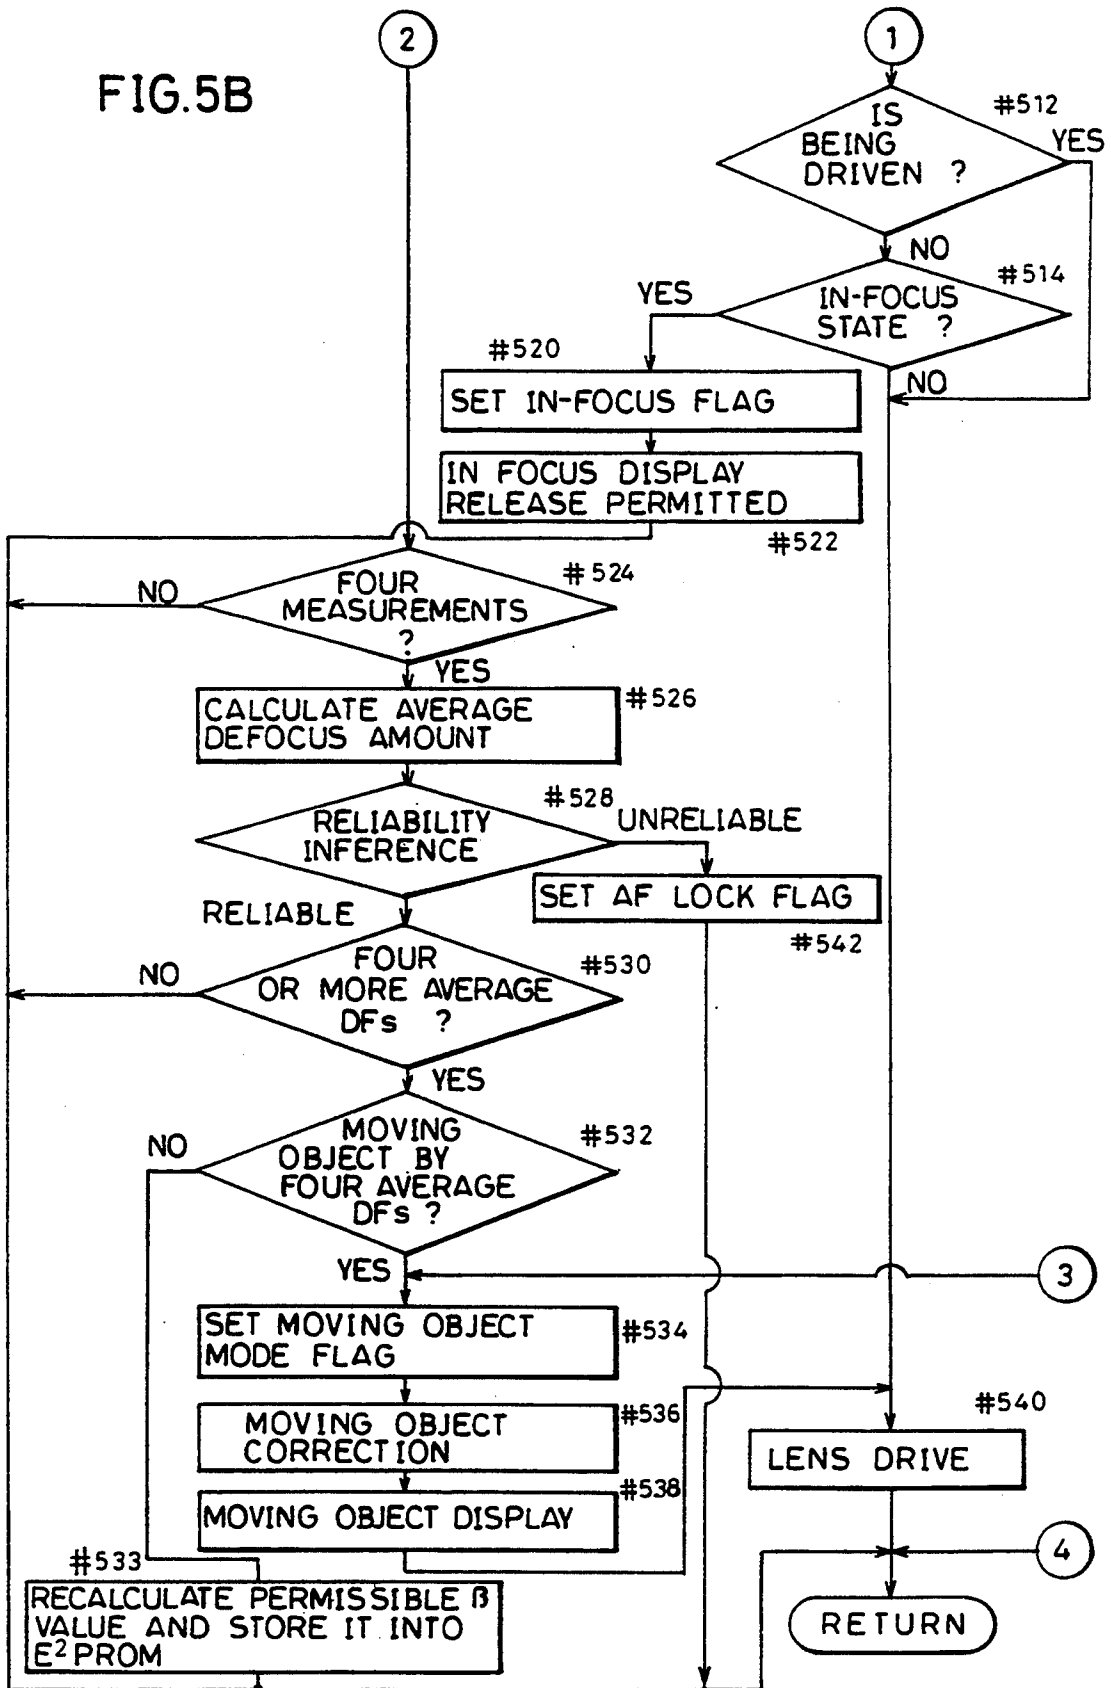 2
1
FIG.5B
#512
IS
BEING
DRIVEN ?
YES
NO
#514
YES
IN-FOCUS
STATE ?
#520
NO
SET IN-FOCUS FLAG
IN FOCUS DISPLAY
RELEASE PERMITTED
#522
#524
NO
FOUR
MEASUREMENTS
?
YES
#526
CALCULATE AVERAGE
DEFOCUS AMOUNT
#528
UNRELIABLE
RELIABILITY
INFERENCE
SET AF LOCK FLAG
#542
RELIABLE
#530
NO
FOUR
OR MORE AVERAGE
DFs ?
YES
#532
NO
MOVING
OBJECT BY
FOUR AVERAGE
DFs ?
YES
3
SET MOVING OBJECT
MODE FLAG
#534
#536
MOVING OBJECT
CORRECTION
#540
LENS DRIVE
#538
MOVING OBJECT DISPLAY
4
#533
RECALCULATE PERMISSIBLE β
VALUE AND STORE IT INTO
E² PROM
RETURN